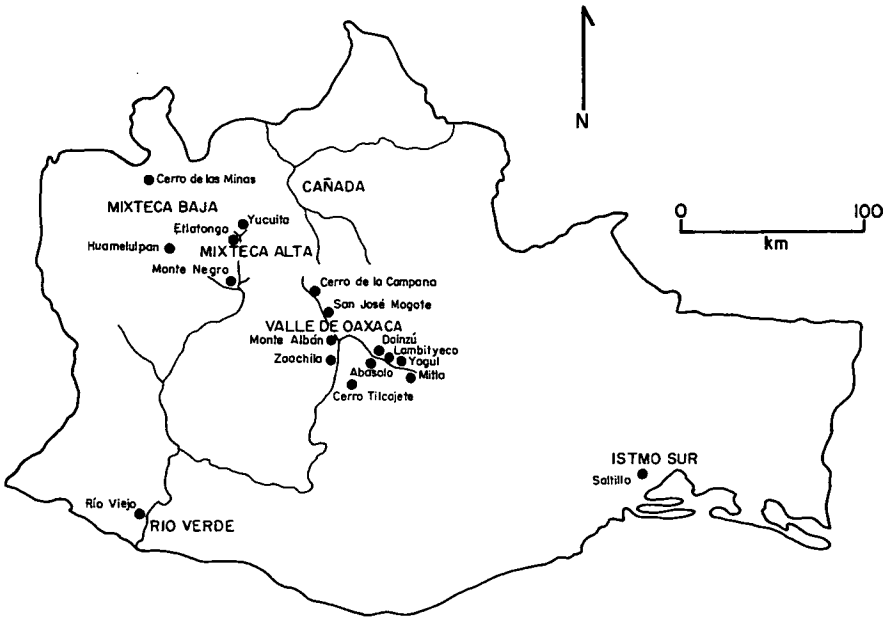 N
Cerro de las Minas
CAÑADA
MIXTECA BAJA
0 100
km
Yucuita
Etlatongo
Huamelulpan
MIXTECA ALTA
Monte Negro
Cerro de la Campana
San José Mogote
VALLE DE OAXACA
Monte Albán
Dainzú
Lambityeco
Zaachila
Yagul
Abasolo
Mitla
Cerro Tilcajete
ISTMO SUR
Saltillo
Río Viejo
RIO VERDE